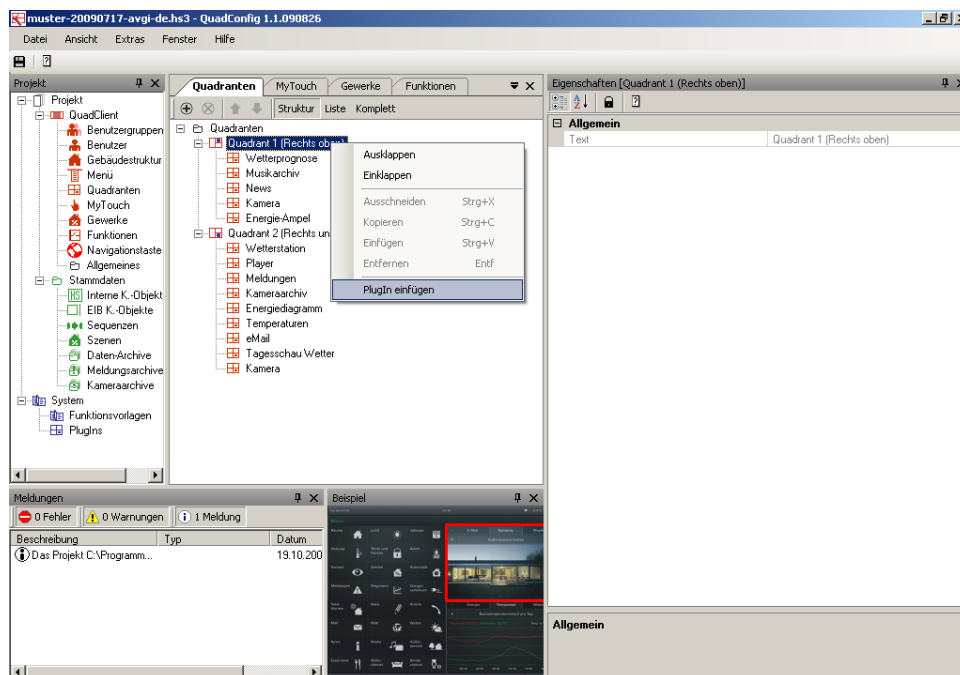 muster-20090717-avgi-de.hs3 - QuadConfig 1.1.090826
Datei Ansicht Extras Fenster Hilfe
Projekt
Projekt
QuadClient
Benutzergruppen
Benutzer
Gebäudestruktur
Menü
Quadranten
MyTouch
Gewerke
Funktionen
Navigationstaste
Allgemeines
Stammdaten
Interne K.-Objekt
EIB K.-Objekte
Sequenzen
Szenen
Daten-Archive
Meldungsarchive
Kameraarchive
System
Funktionsvorlagen
PlugIns
Quadranten MyTouch Gewerke Funktionen
Struktur Liste Komplett
Quadranten
Quadrant 1 (Rechts oben)
Wetterprognose
Musikarchiv
News
Kamera
Energie-Ampel
Quadrant 2 (Rechts un
Wetterstation
Player
Meldungen
Kameraarchiv
Energiediagramm
Temperaturen
eMail
Tagesschau Wetter
Kamera
Ausklappen
Einklappen
Ausschneiden Strg+X
Kopieren Strg+C
Einfügen Strg+V
Entfernen Entf
PlugIn einfügen
Eigenschaften [Quadrant 1 (Rechts oben)]
Allgemein
Text Quadrant 1 (Rechts oben)
Allgemein
Meldungen
0 Fehler 0 Warnungen 1 Meldung
Beschreibung Typ Datum
Das Projekt C:\Programm... 19.10.200
Beispiel